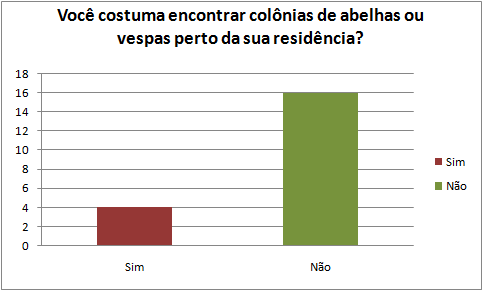 Você costuma encontrar colônias de abelhas ou
vespas perto da sua residência?
18
16
14
12
10
8
6
4
2
0
Sim
Não
Sim
Não